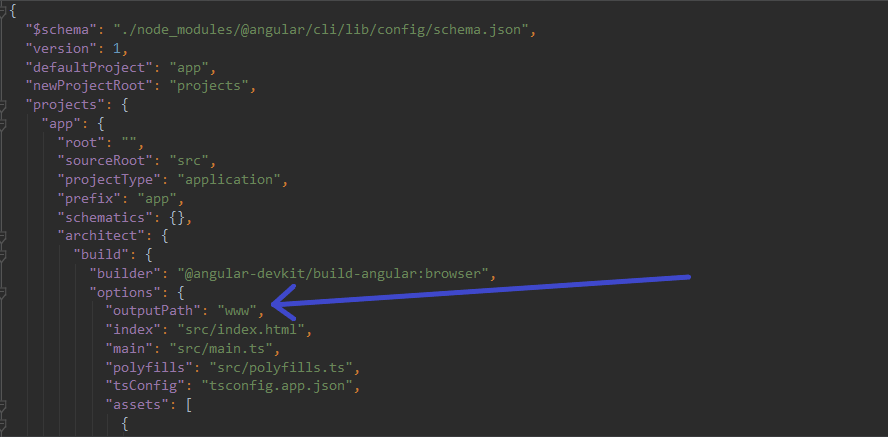 {
"$schema": "./node_modules/@angular/cli/lib/config/schema.json",
"version": 1,
"defaultProject": "app",
"newProjectRoot": "projects",
"projects": {
"app": {
"root": "",
"sourceRoot": "src",
"projectType": "application",
"prefix": "app",
"schematics": {},
"architect": {
"build": {
"builder": "@angular-devkit/build-angular:browser",
"options": {
"outputPath": "www",
"index": "src/index.html",
"main": "src/main.ts",
"polyfills": "src/polyfills.ts",
"tsConfig": "tsconfig.app.json",
"assets": [
{